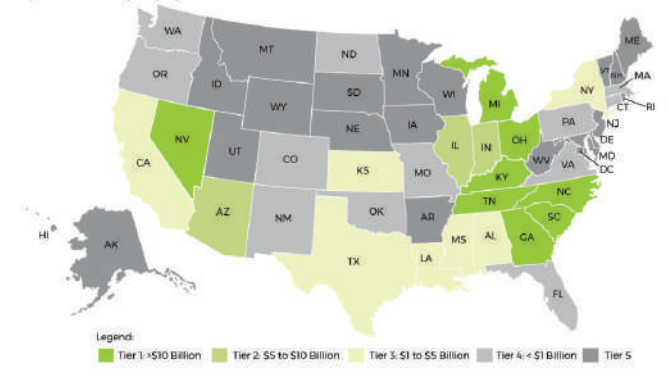 WA
MT
ND
ME
OR
ID
MN
VT
NH
MA
SD
WI
NY
WY
MI
CT
RI
NE
IA
PA
NJ
NV
UT
IL
IN
OH
DE
CO
MD
CA
KS
MO
WV
VA
DC
KY
NC
TN
AZ
NM
OK
AR
SC
MS
AL
GA
HI
AK
TX
LA
FL
Legend:
Tier 1: >$10 Billion
Tier 2: $5 to $10 Billion
Tier 3: $1 to $5 Billion
Tier 4: < $1 Billion
Tier 5